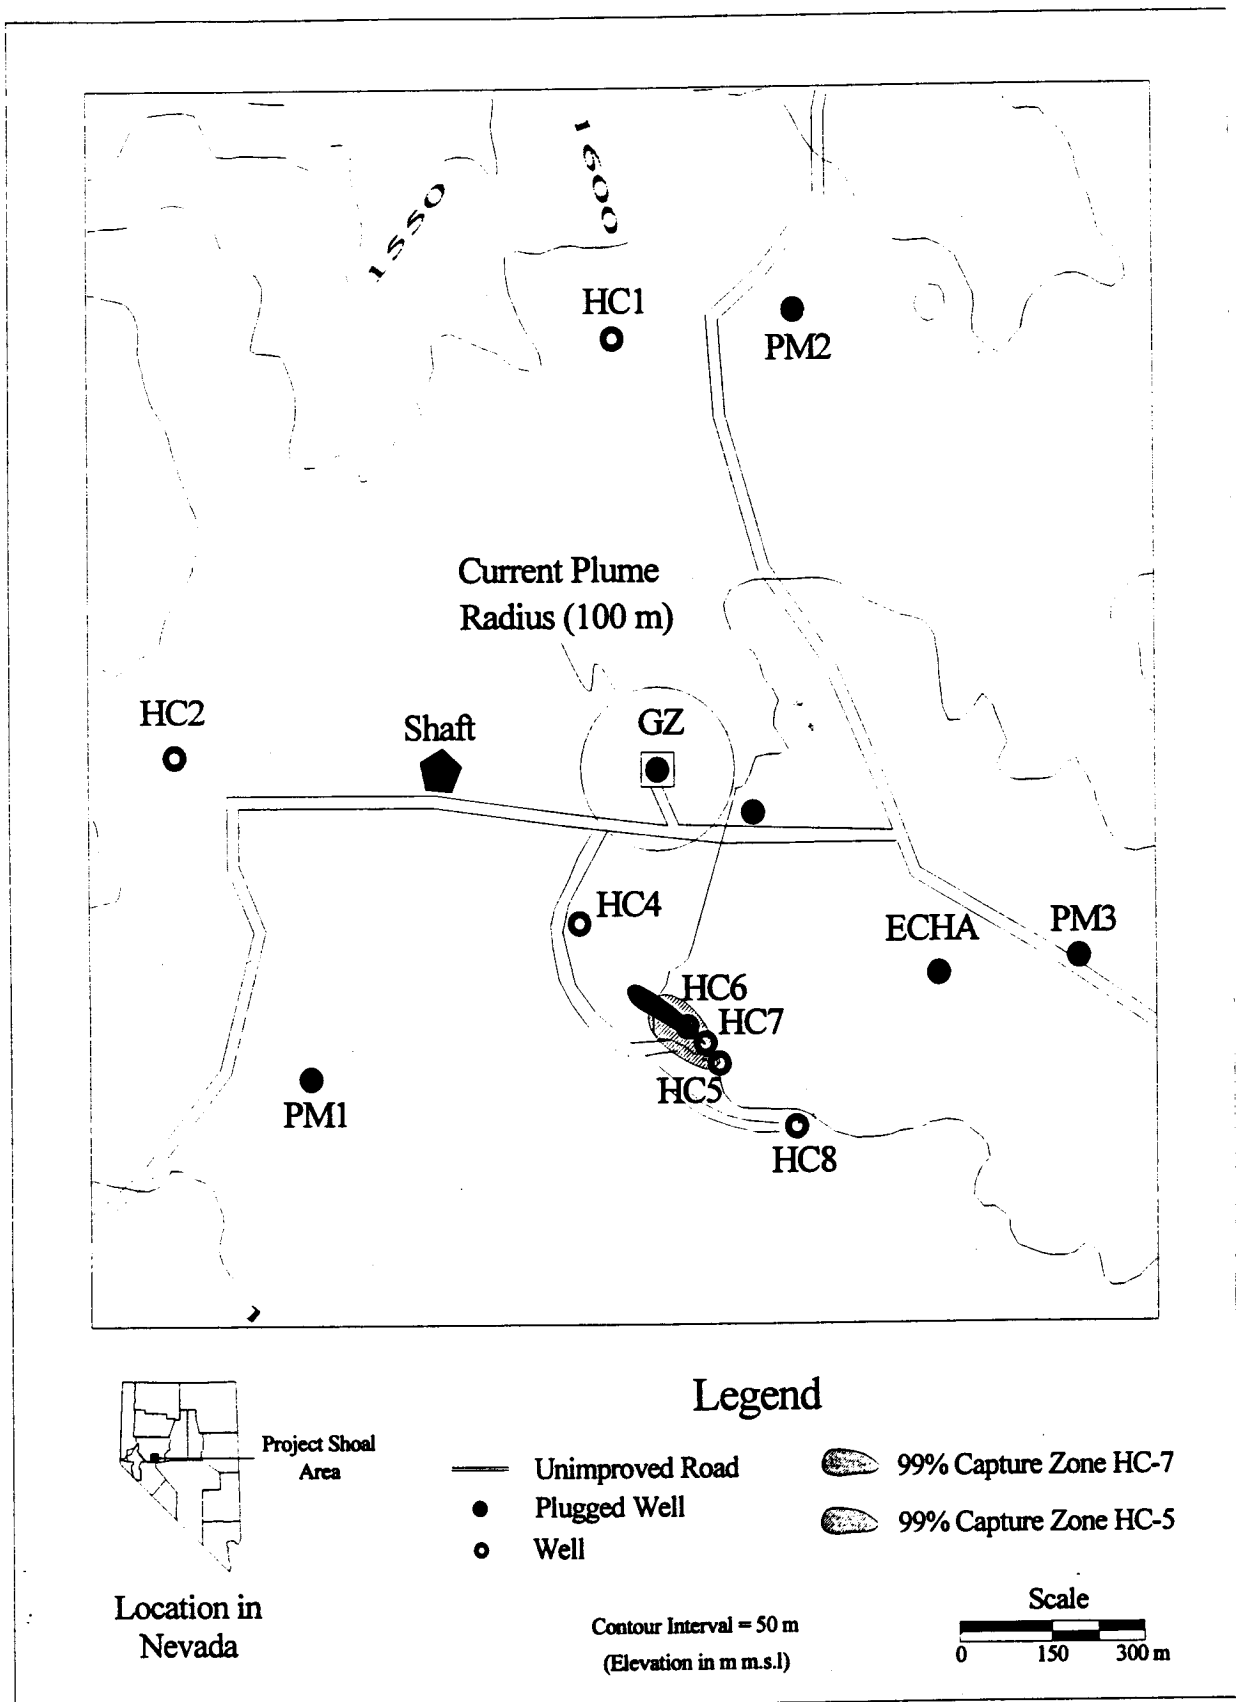 1550
1600
HC1
PM2
Current Plume
Radius (100 m)
HC2
Shaft
GZ
HC4
ECHA
PM3
HC6
HC7
HC5
PM1
HC8
1
Legend
Project Shoal
Area
Unimproved Road
Plugged Well
Well
99% Capture Zone HC-7
99% Capture Zone HC-5
Location in
Nevada
Contour Interval = 50 m
(Elevation in m m.s.l)
Scale
0 150 300 m